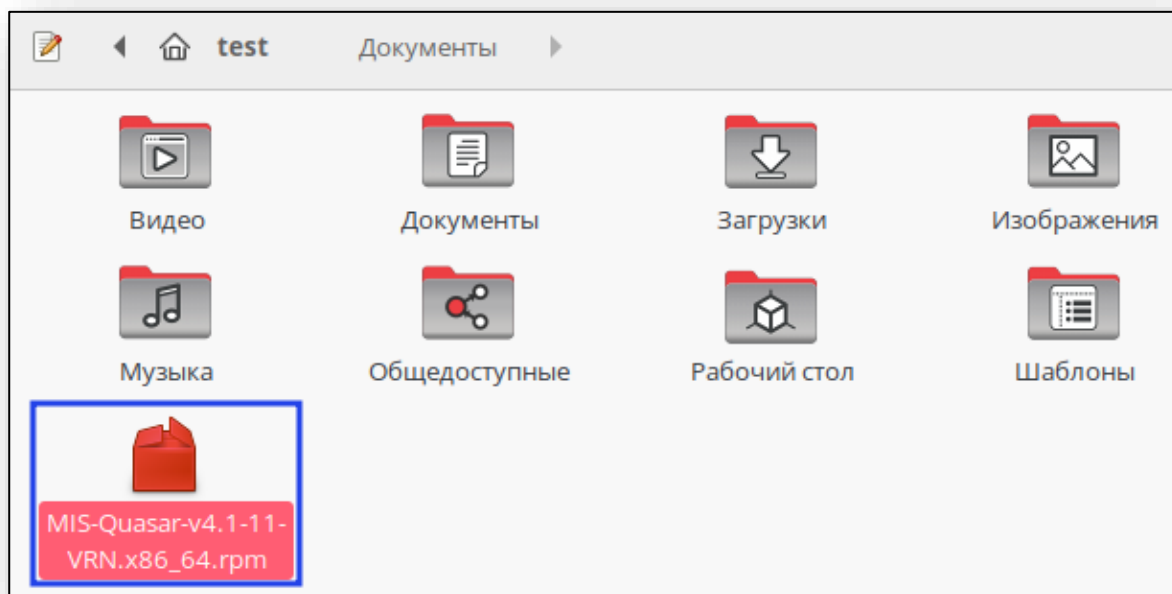 test Документы
Видео Документы Загрузки Изображения
Музыка Общедоступные Рабочий стол Шаблоны
MIS-Quasar-v4.1-11-
VRN.x86_64.rpm